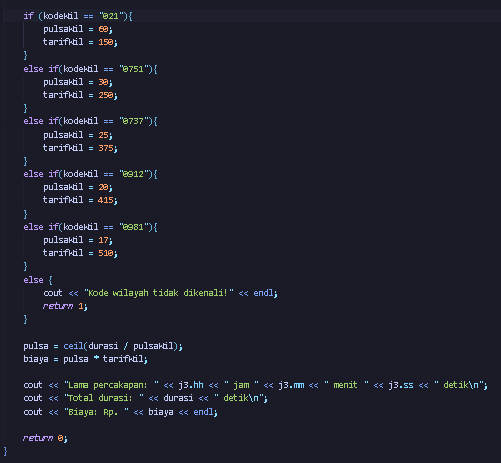 if (kodeWil == "021"){
pulsaWil = 60;
tarifWil = 150;
}
else if(kodeWil == "0751"){
pulsaWil = 30;
tarifWil = 250;
}
else if(kodeWil == "0737"){
pulsaWil = 25;
tarifWil = 375;
}
else if(kodeWil == "0912"){
pulsaWil = 20;
tarifWil = 415;
}
else if(kodeWil == "0981"){
pulsaWil = 17;
tarifWil = 510;
}
else {
cout << "Kode wilayah tidak dikenali!" << endl;
return 1;
}
pulsa = ceil(durasi / pulsaWil);
biaya = pulsa * tarifWil;
cout << "Lama percakapan: " << j3.hh << " jam " << j3.mm << " menit " << j3.ss << " detik\n";
cout << "Total durasi: " << durasi << " detik\n";
cout << "Biaya: Rp. " << biaya << endl;
return 0;
}